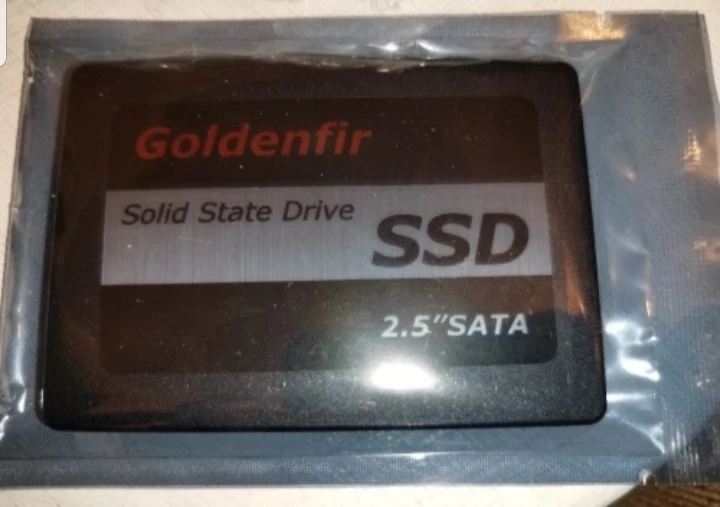 Goldenfir
Solid State Drive
SSD
2.5"SATA